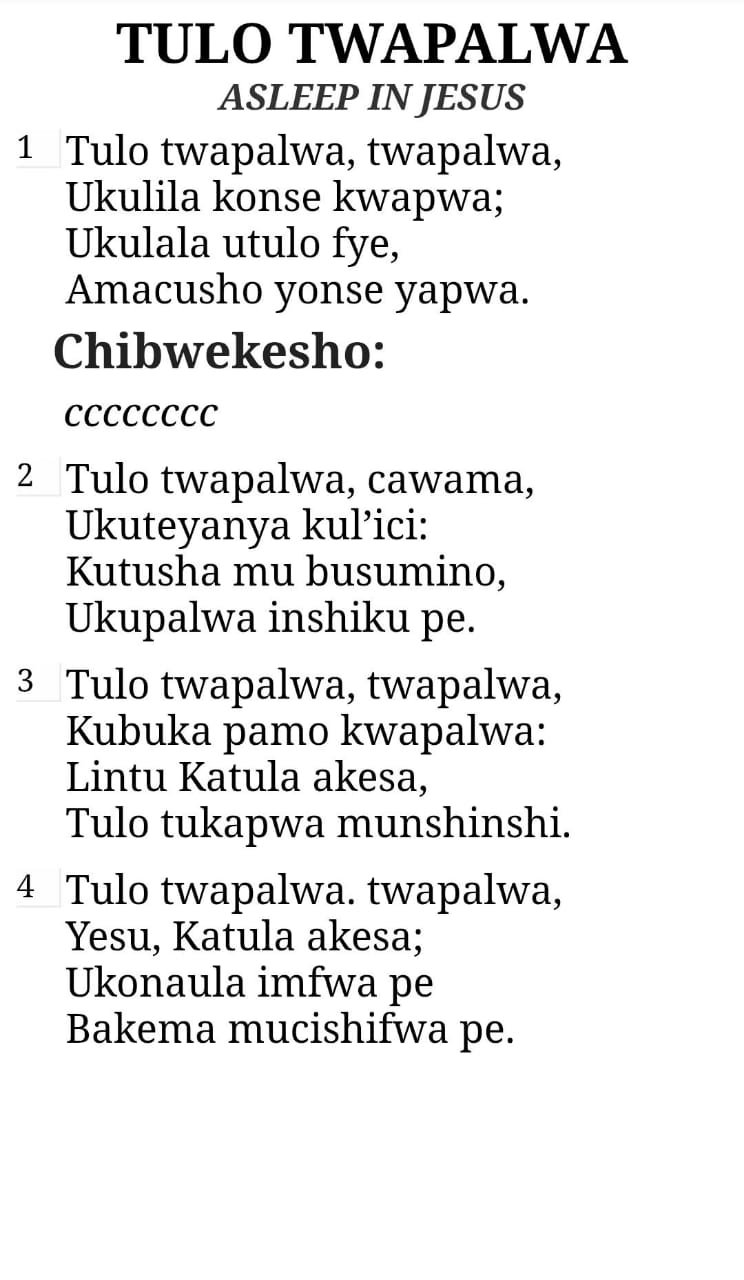 TULO TWAPALWA
ASLEEP IN JESUS
1 Tulo twapalwa, twapalwa,
Ukulila konse kwapwa;
Ukulala utulo fye,
Amacusho yonse yapwa.
Chibwekesho:
cccccccc
2 Tulo twapalwa, cawama,
Ukuteyanya kul’ici:
Kutusha mu busumino,
Ukupalwa inshiku pe.
3 Tulo twapalwa, twapalwa,
Kubuka pamo kwapalwa:
Lintu Katula akesa,
Tulo tukapwa munshinshi.
4 Tulo twapalwa. twapalwa,
Yesu, Katula akesa;
Ukonaula imfwa pe
Bakema mucishifwa pe.